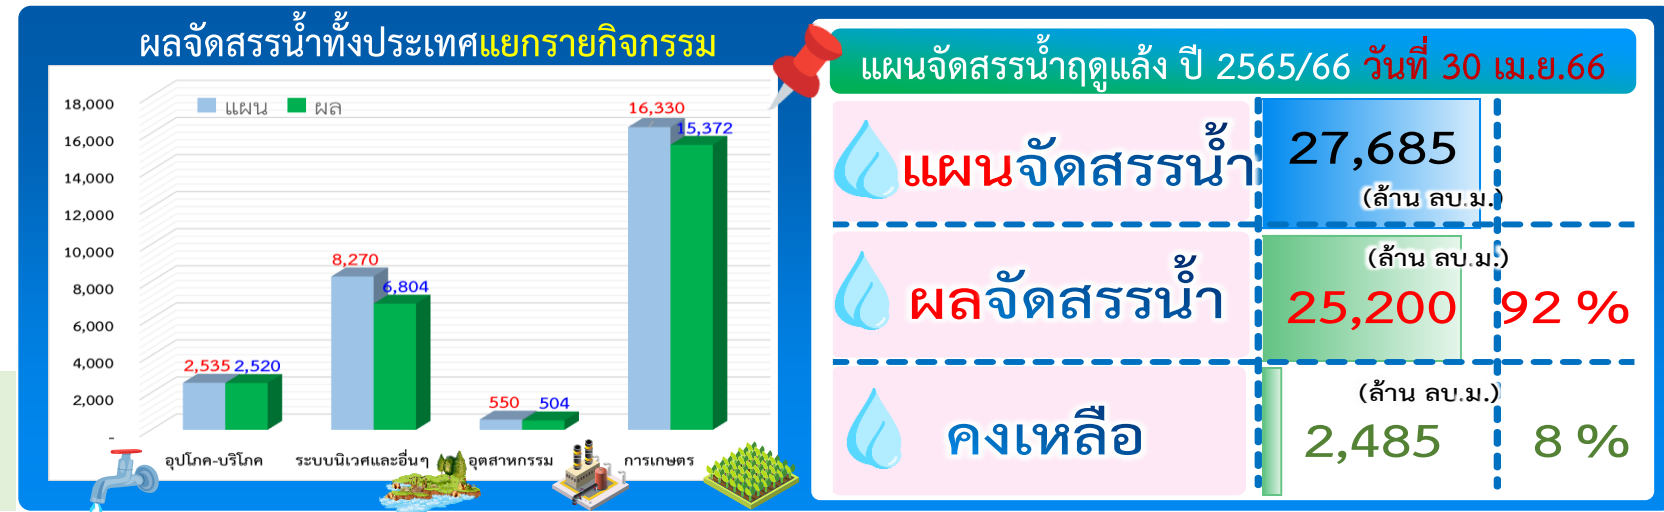 ผลจัดสรรน้ำทั้งประเทศแยกรายกิจกรรม
แผน ผล
18,000
16,000
14,000
12,000
10,000
8,000
6,000
4,000
2,000
-
2,535 2,520
8,270
6,804
550 504
16,330
15,372
อุปโภค-บริโภค ระบบนิเวศและอื่นๆ อุตสาหกรรม การเกษตร
แผนจัดสรรน้ำฤดูแล้ง ปี 2565/66 วันที่ 30 เม.ย.66
แผนจัดสรรน้ำ 27,685
(ล้าน ลบ.ม.)
(ล้าน ลบ.ม.)
ผลจัดสรรน้ำ 25,200 92 %
(ล้าน ลบ.ม.)
คงเหลือ 2,485 8 %